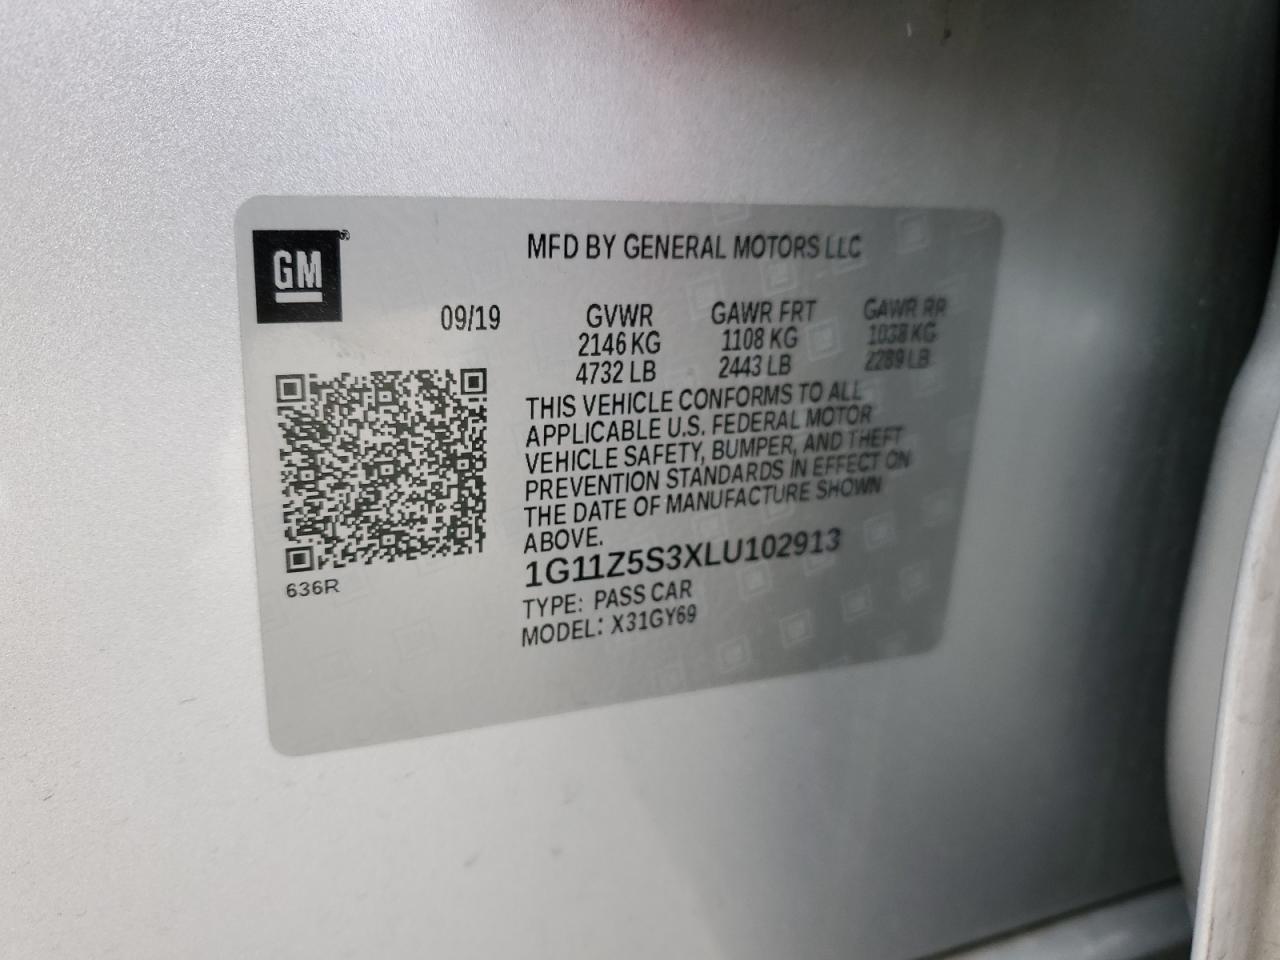 GM®
MFD BY GENERAL MOTORS LLC
09/19
GVWR GAWR FRT GAWR RR
2146 KG 1108 KG 1038 KG
4732 LB 2443 LB 2289 LB
THIS VEHICLE CONFORMS TO ALL
APPLICABLE U.S. FEDERAL MOTOR
VEHICLE SAFETY, BUMPER, AND THEFT
PREVENTION STANDARDS IN EFFECT ON
THE DATE OF MANUFACTURE SHOWN
ABOVE.
1G11Z5S3XLU102913
TYPE: PASS CAR
MODEL: X31GY69
636R